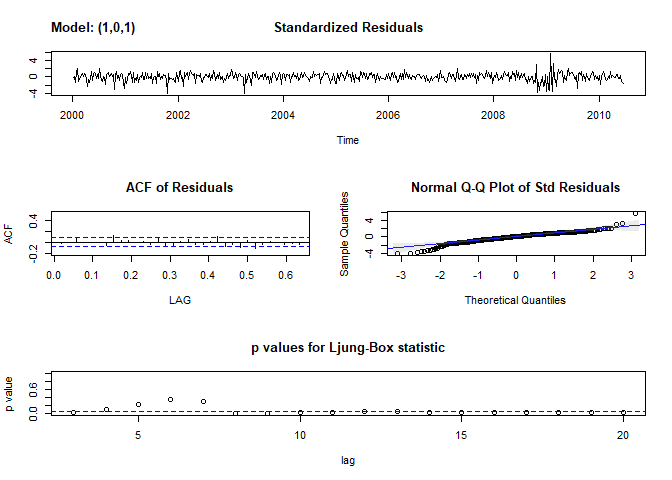 Model: (1,0,1) Standardized Residuals
4
0
-4
2000 2002 2004 2006 2008 2010
Time
ACF of Residuals
ACF
0.4
-0.2
0.0 0.1 0.2 0.3 0.4 0.5 0.6
LAG
Normal Q-Q Plot of Std Residuals
Sample Quantiles
4
0
-4
-3 -2 -1 0 1 2 3
Theoretical Quantiles
p values for Ljung-Box statistic
p value
0.6
0.0
5 10 15 20
lag